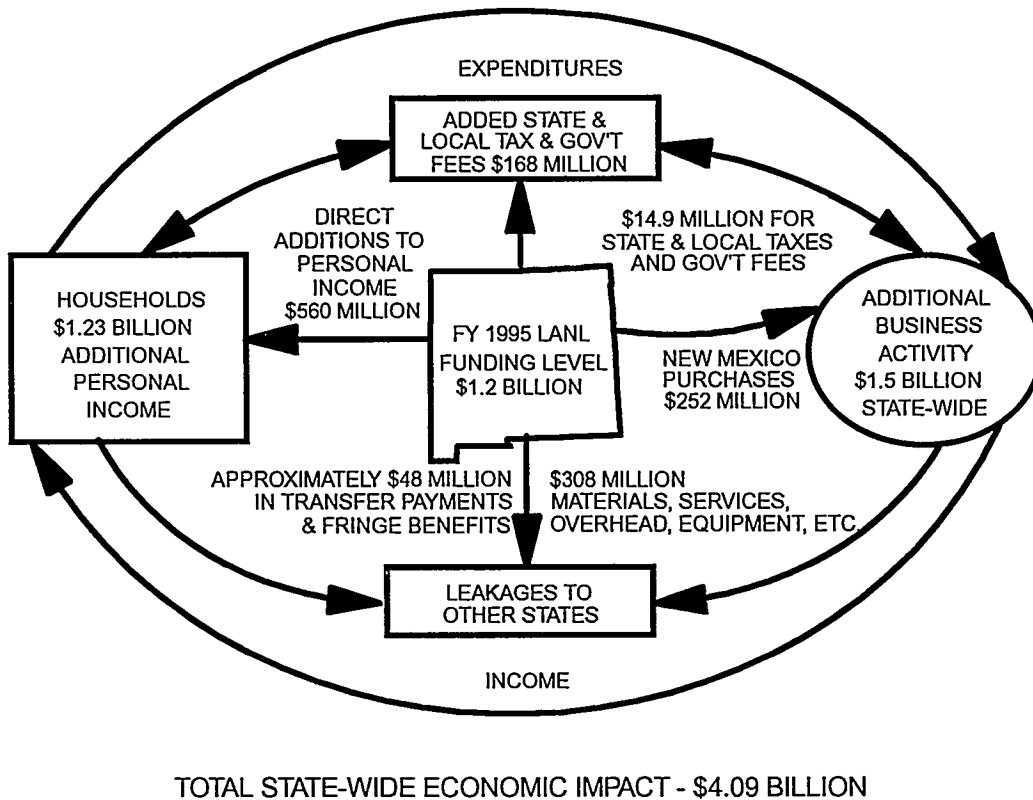 EXPENDITURES
ADDED STATE &
LOCAL TAX & GOV'T
FEES $168 MILLION
DIRECT
ADDITIONS TO
PERSONAL
INCOME
$560 MILLION
$14.9 MILLION FOR
STATE & LOCAL TAXES
AND GOV'T FEES
HOUSEHOLDS
$1.23 BILLION
ADDITIONAL
PERSONAL
INCOME
FY 1995 LANL
FUNDING LEVEL
$1.2 BILLION
ADDITIONAL
BUSINESS
ACTIVITY
$1.5 BILLION
STATE-WIDE
NEW MEXICO
PURCHASES
$252 MILLION
APPROXIMATELY $48 MILLION
IN TRANSFER PAYMENTS
& FRINGE BENEFITS
$308 MILLION
MATERIALS, SERVICES,
OVERHEAD, EQUIPMENT, ETC.
LEAKAGES TO
OTHER STATES
INCOME
TOTAL STATE-WIDE ECONOMIC IMPACT - $4.09 BILLION